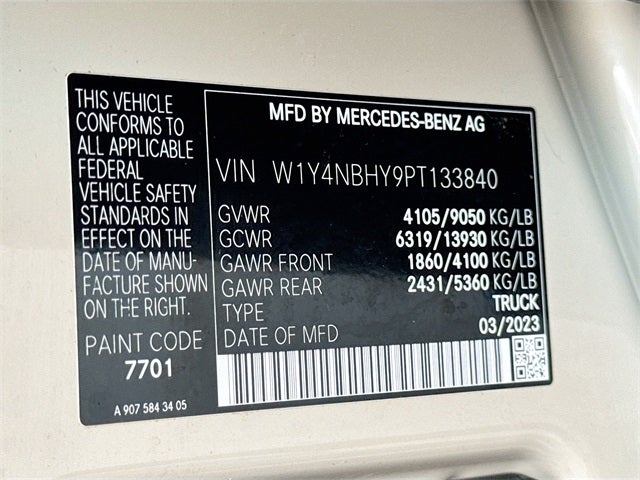 THIS VEHICLE
CONFORMS TO
ALL APPLICABLE
FEDERAL
VEHICLE SAFETY
STANDARDS IN
EFFECT ON THE
DATE OF MANU-
FACTURE SHOWN
ON THE RIGHT.
PAINT CODE
7701
A 907 584 34 05
MFD BY MERCEDES-BENZ AG
VIN W1Y4NBHY9PT133840
GVWR 4105/9050 KG/LB
GCWR 6319/13930 KG/LB
GAWR FRONT 1860/4100 KG/LB
GAWR REAR 2431/5360 KG/LB
TYPE TRUCK
DATE OF MFD 03/2023